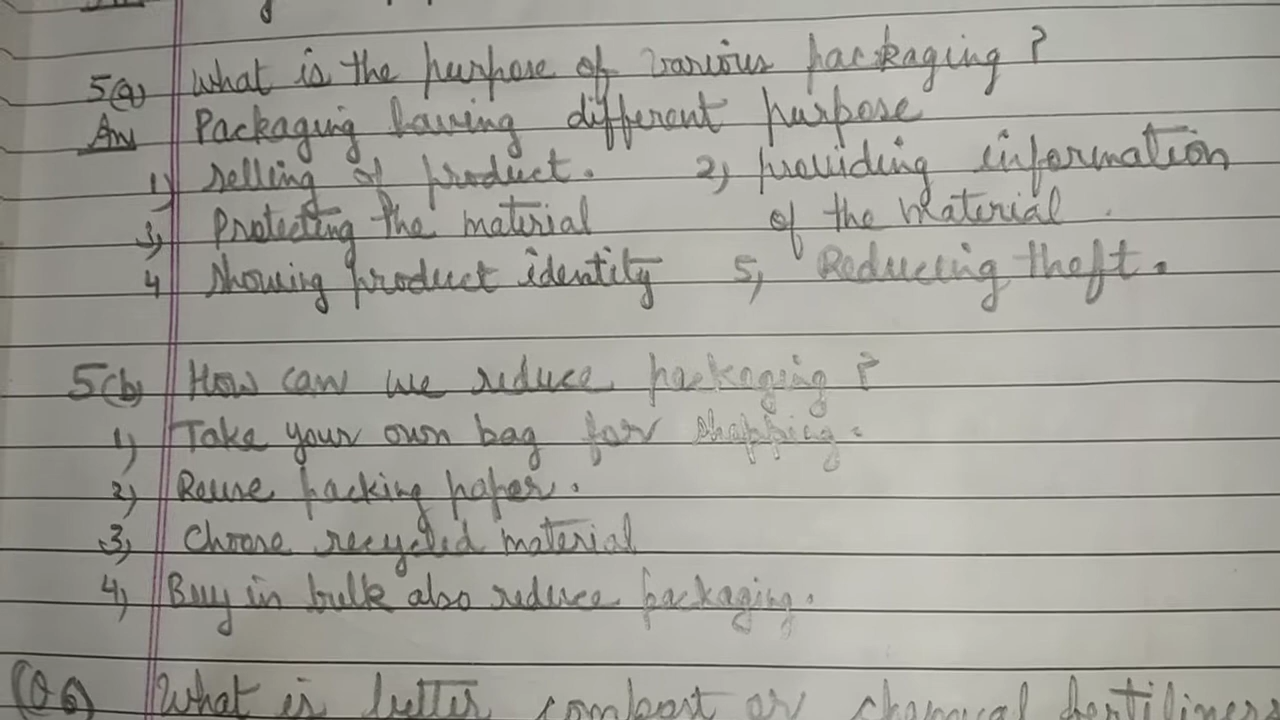 5(a) What is the purpose of various packaging ?
Ans Packaging having different purpose
1) selling of product. 2) providing information
3) Protecting the material of the material.
4 showing product identity 5) Reducing theft.
5(b) How can we reduce packaging ?
1) Take your own bag for shopping.
2) Reuse packing paper.
3) Choose recycled material
4) Buy in bulk also reduce packaging.
(Q6) What is better compost or chemical fertilizers